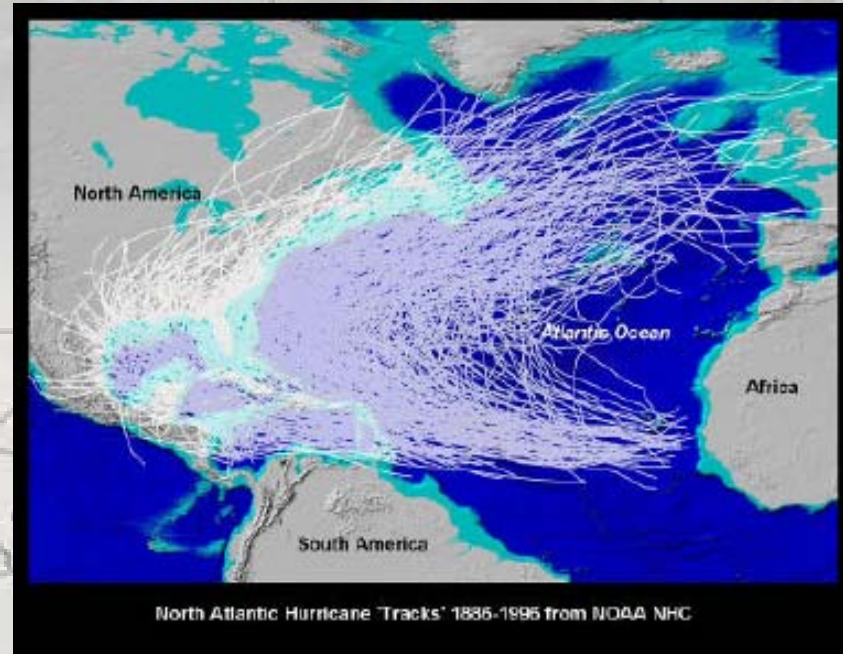 North America
Atlantic Ocean
Africa
South America
North Atlantic Hurricane 'Tracks' 1886-1996 from NOAA NHC